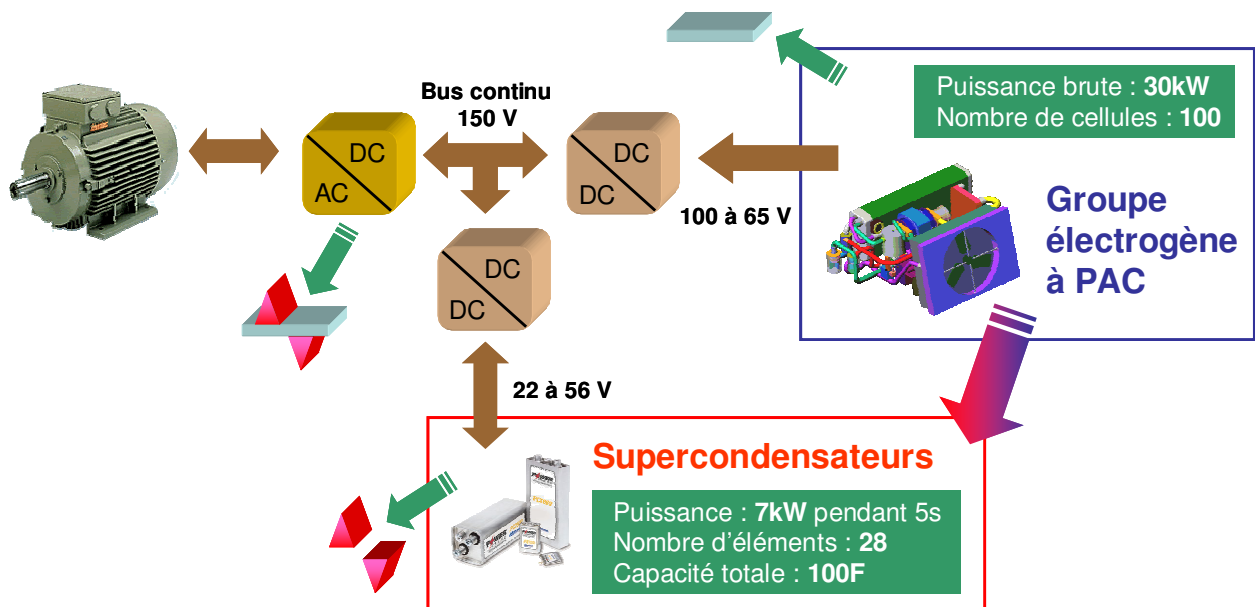 Puissance brute : 30kW
Nombre de cellules : 100
Bus continu
150 V
DC
AC
DC
DC
100 à 65 V
Groupe
électrogène
à PAC
DC
DC
22 à 56 V
Supercondensateurs
Puissance : 7kW pendant 5s
Nombre d'éléments : 28
Capacité totale : 100F